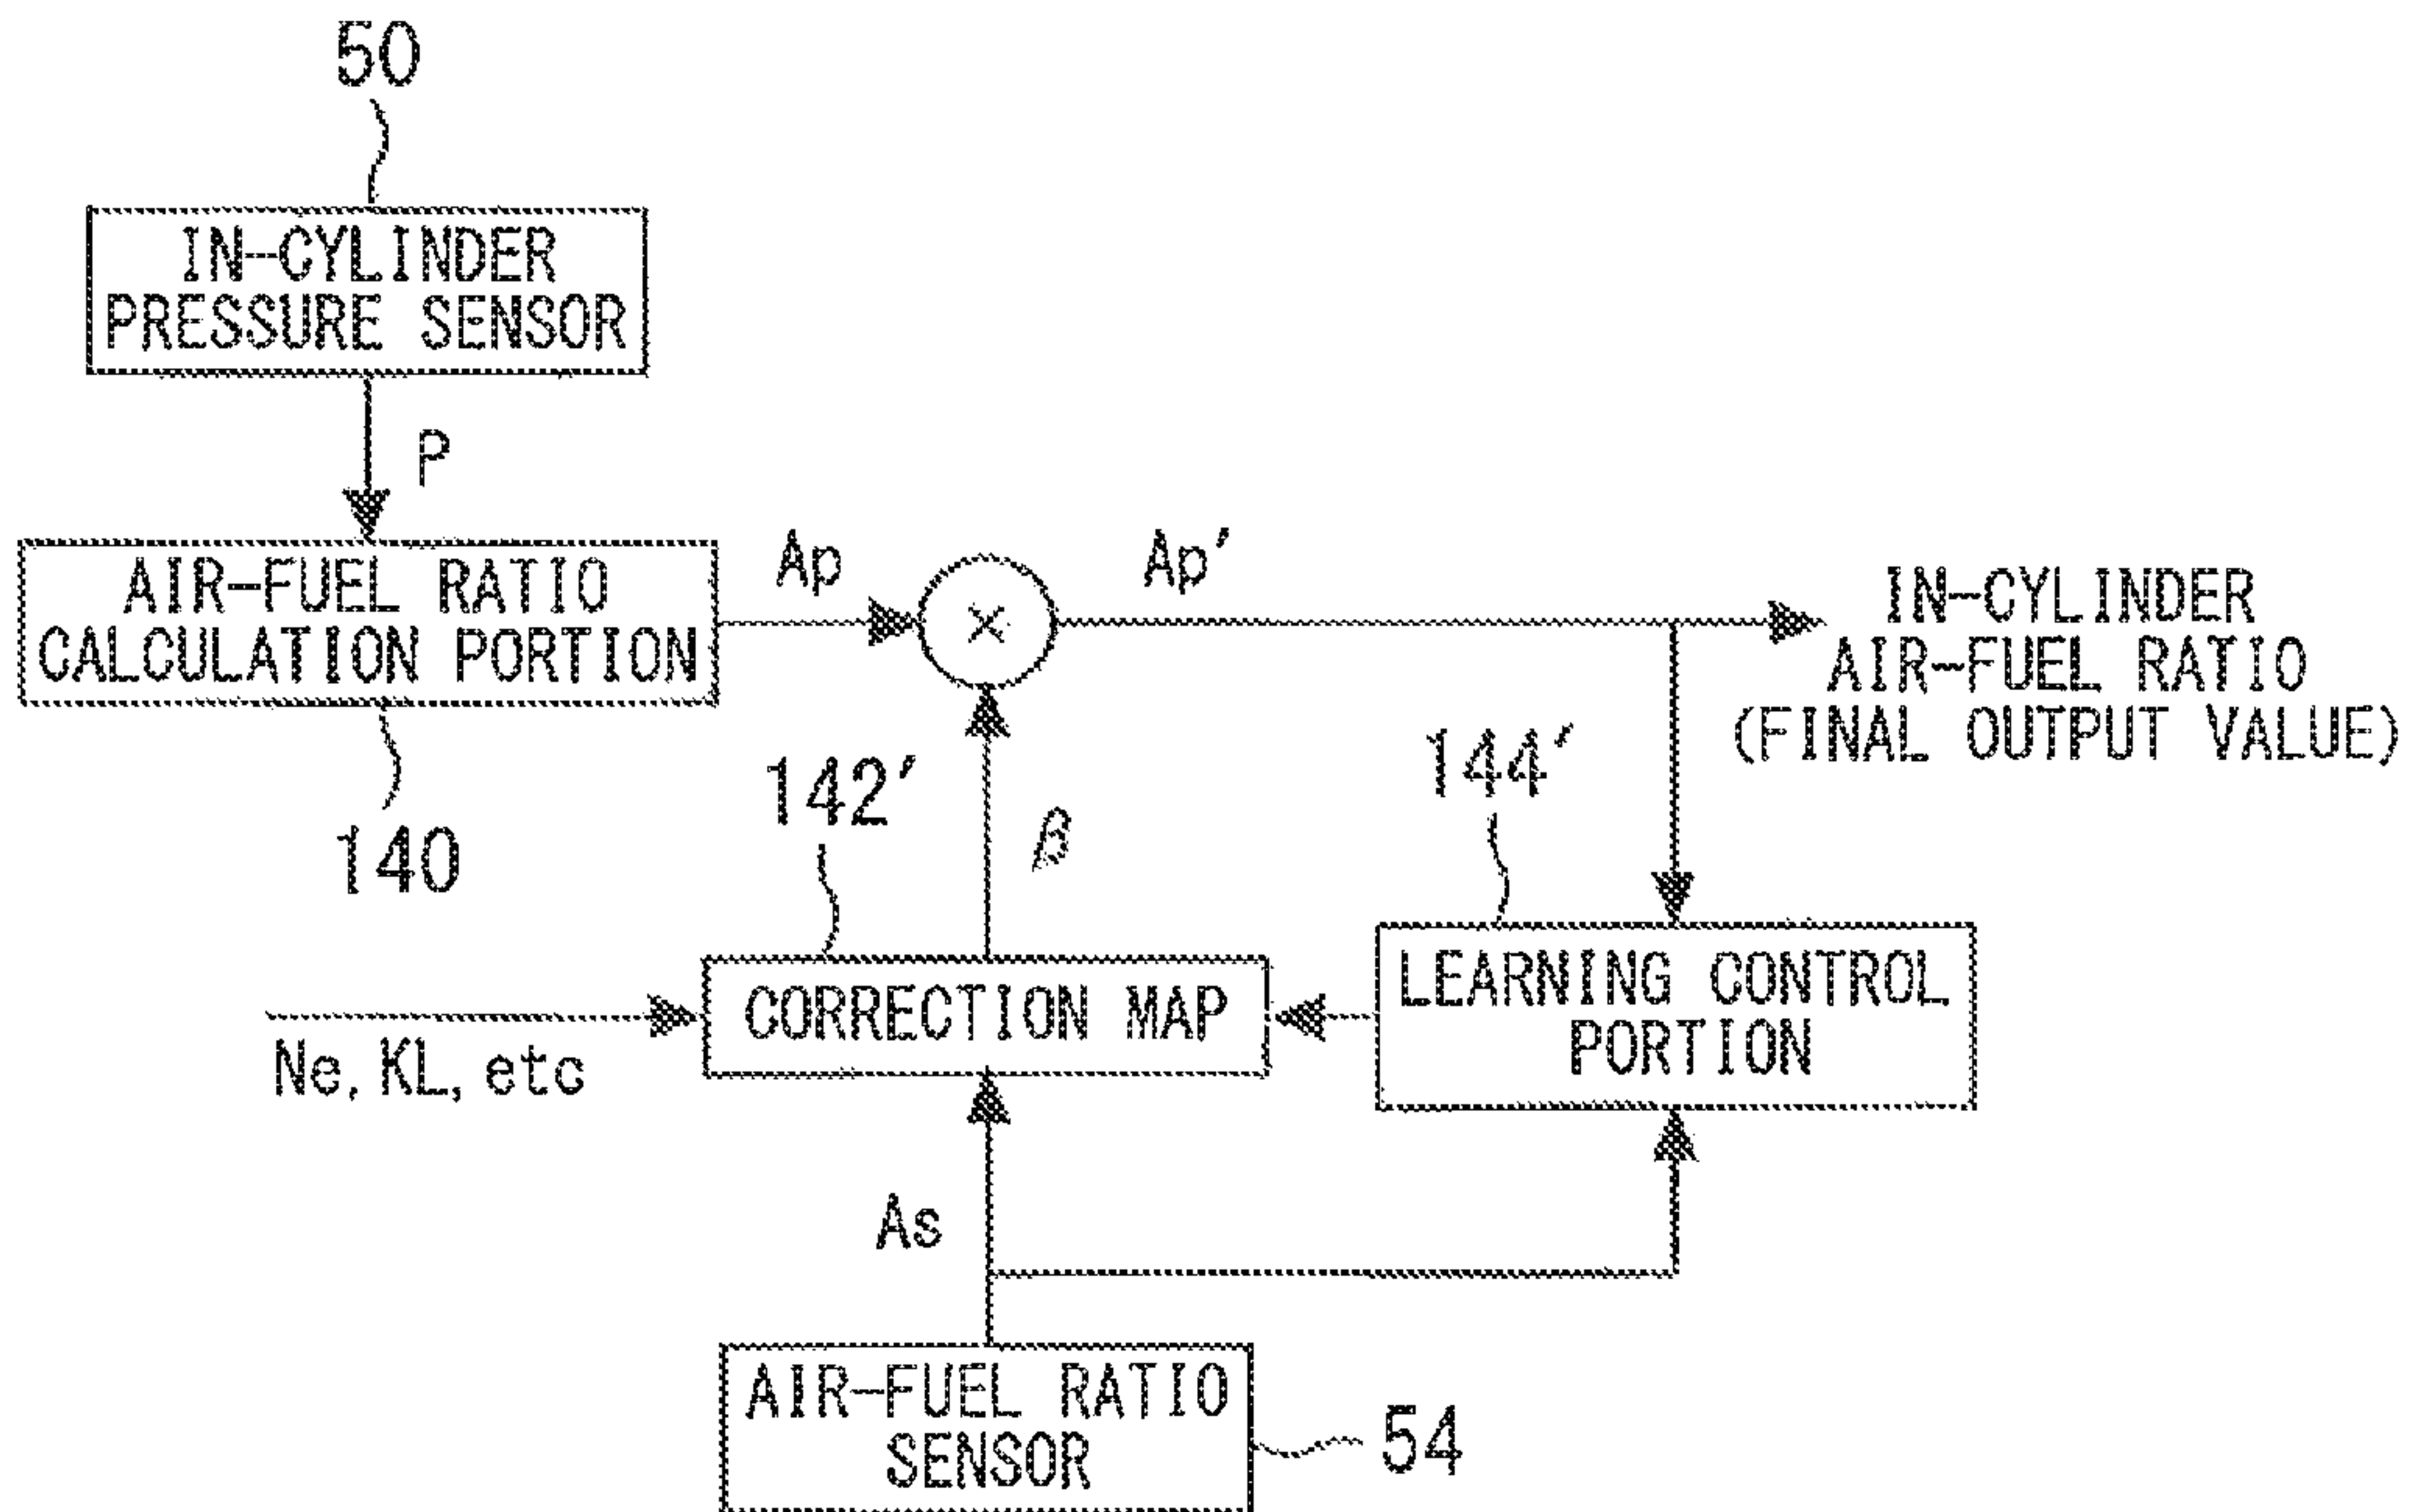 50
IN-CYLINDER
PRESSURE SENSOR
P
AIR-FUEL RATIO
CALCULATION PORTION
140
Ap
×
Ap′
IN-CYLINDER
AIR-FUEL RATIO
(FINAL OUTPUT VALUE)
142′
β
144′
Ne, KL, etc
CORRECTION MAP
LEARNING CONTROL
PORTION
As
AIR-FUEL RATIO
SENSOR
54